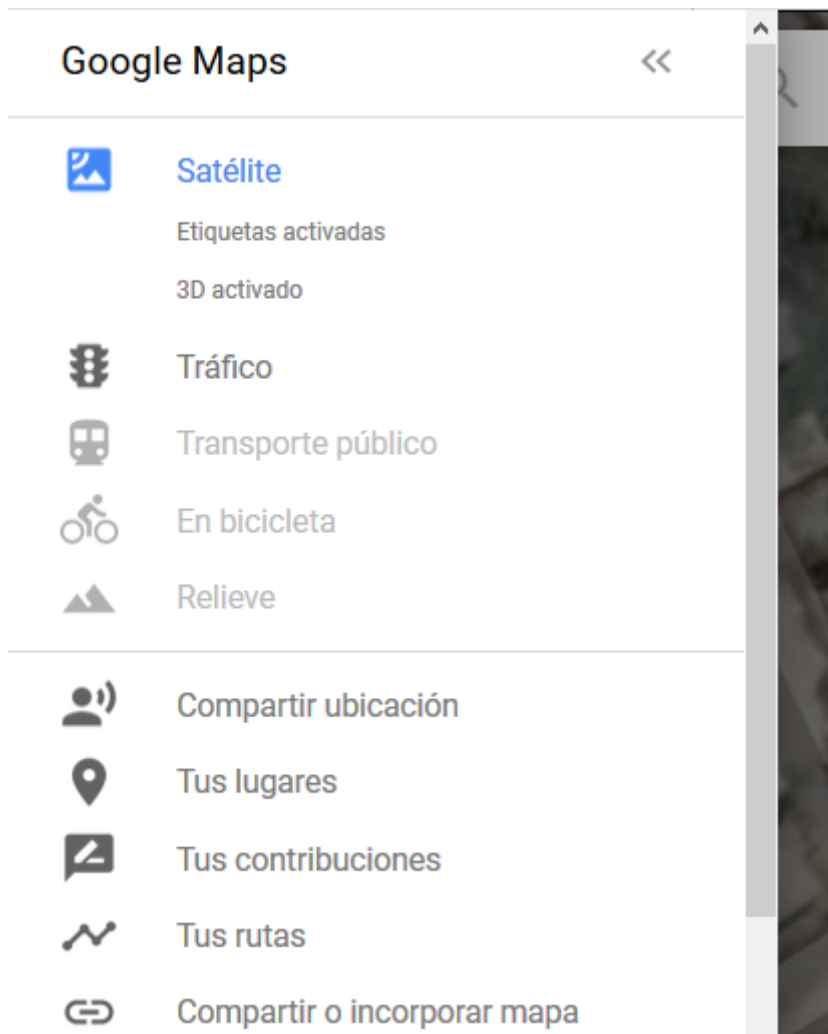 Google Maps
Satélite
Etiquetas activadas
3D activado
Tráfico
Transporte público
En bicicleta
Relieve
Compartir ubicación
Tus lugares
Tus contribuciones
Tus rutas
Compartir o incorporar mapa